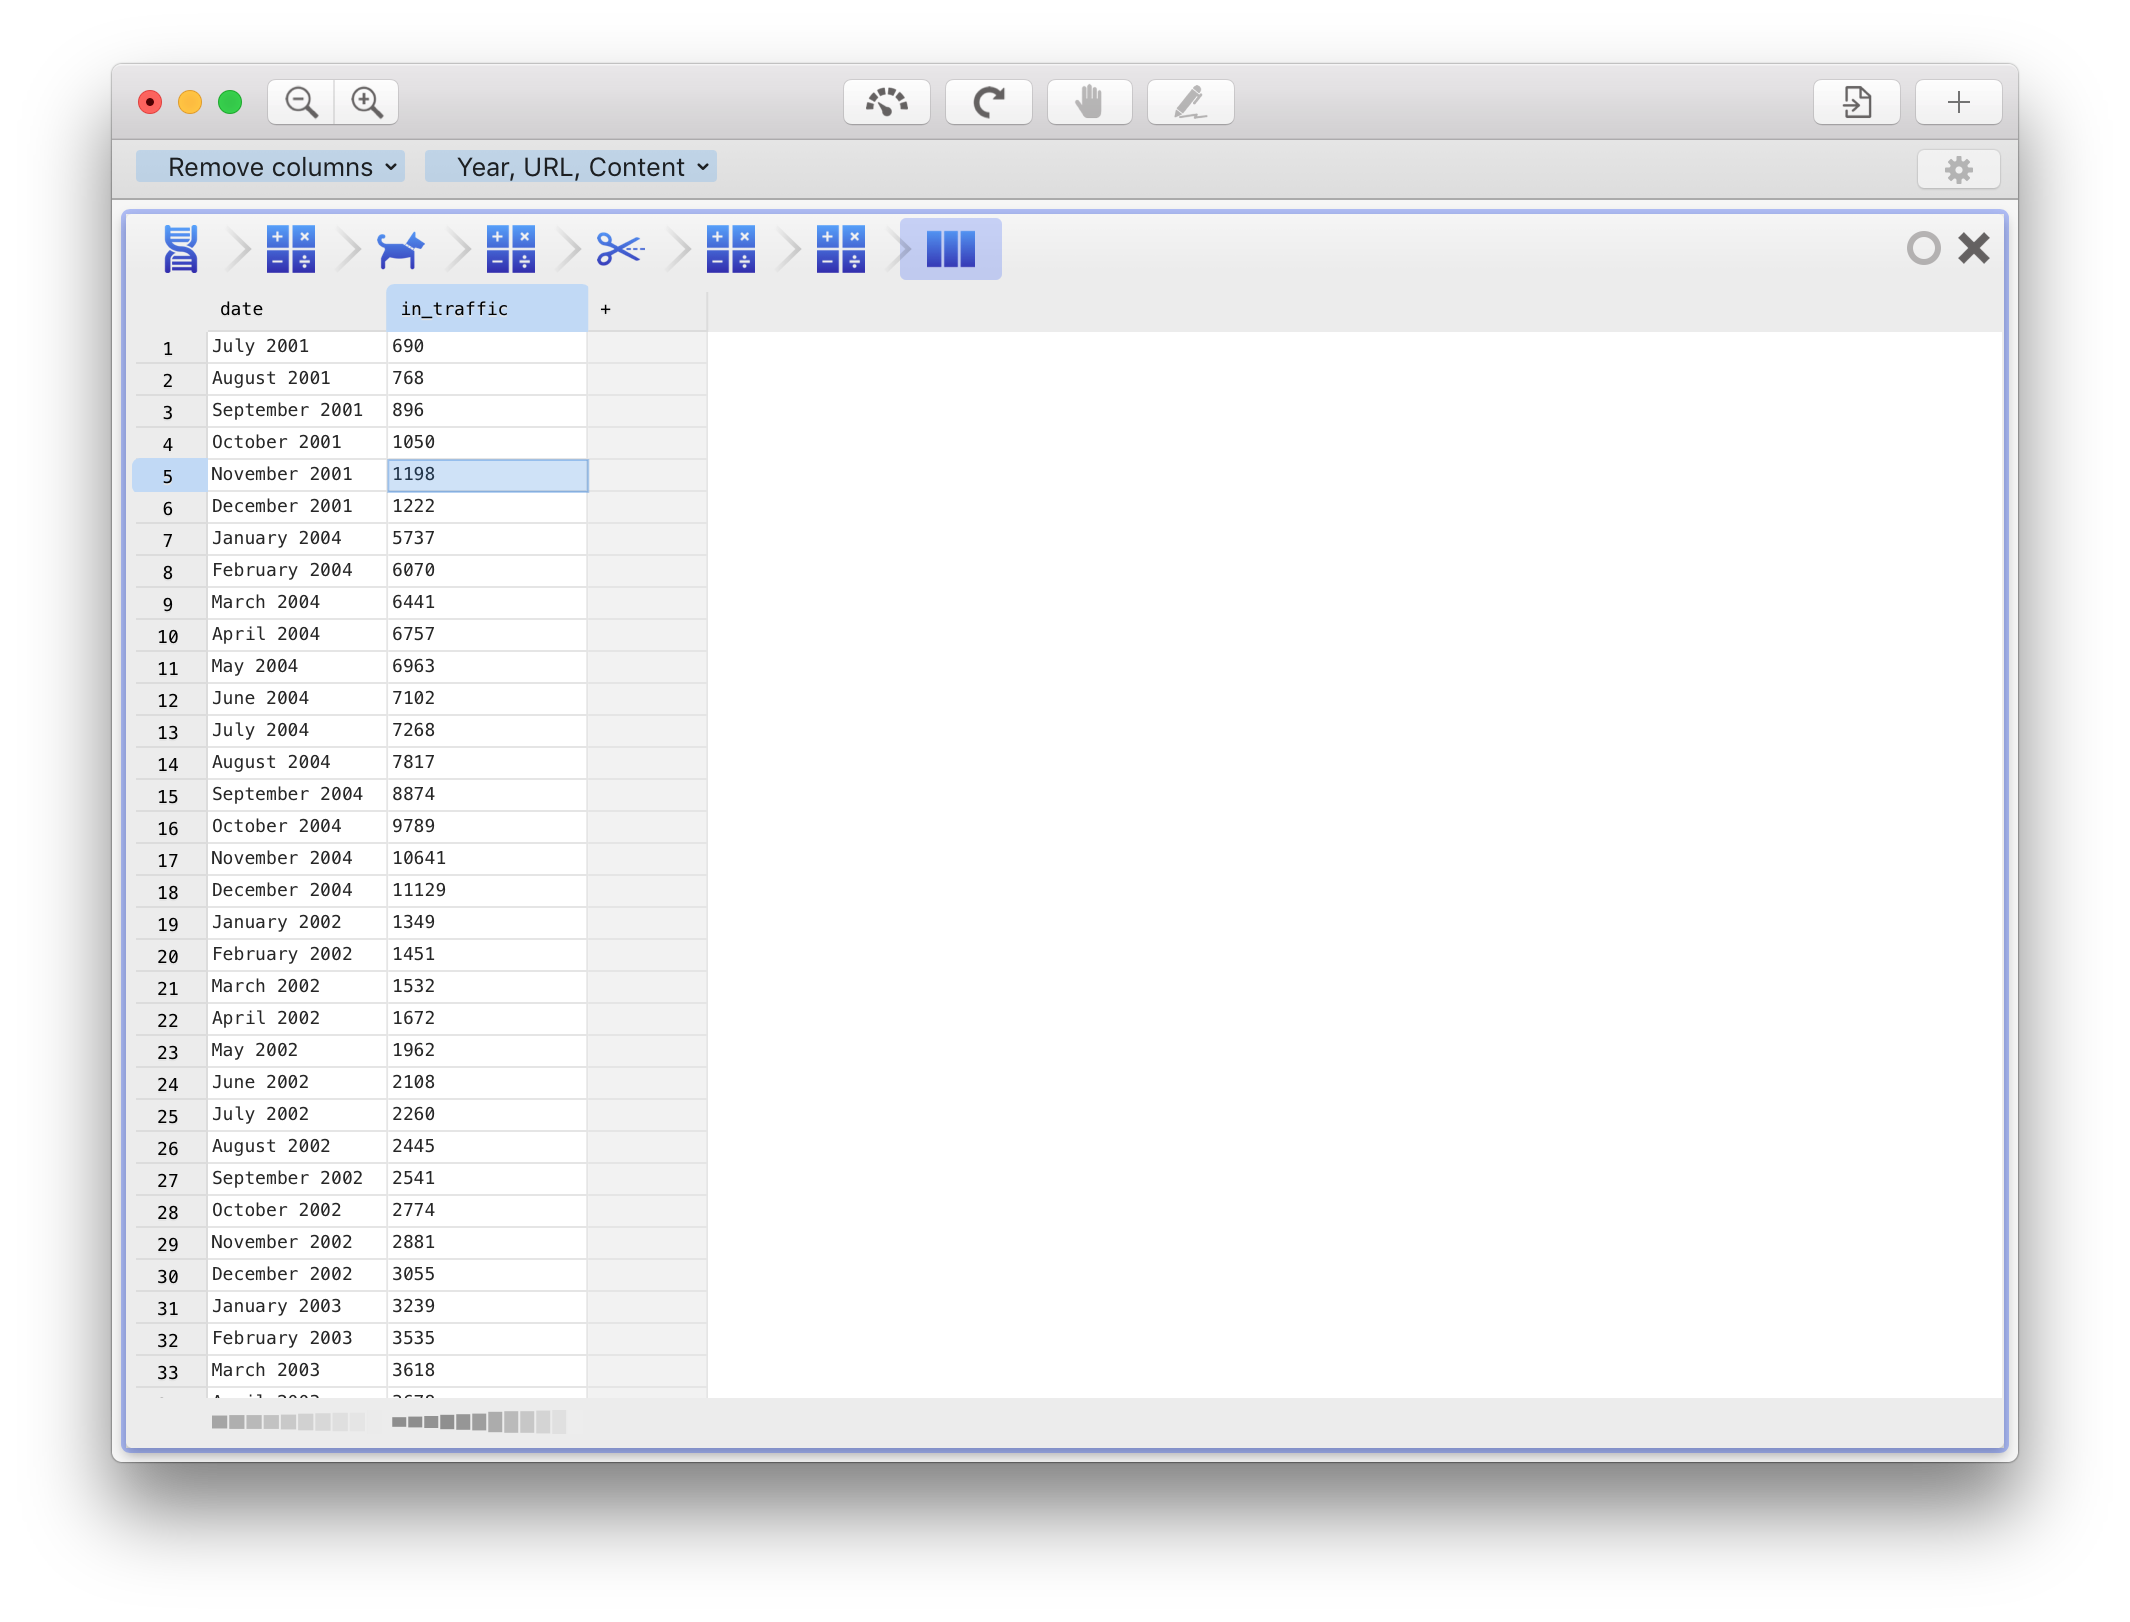 Remove columns Year, URL, Content
date in_traffic +
1 July 2001 690
2 August 2001 768
3 September 2001 896
4 October 2001 1050
5 November 2001 1198
6 December 2001 1222
7 January 2004 5737
8 February 2004 6070
9 March 2004 6441
10 April 2004 6757
11 May 2004 6963
12 June 2004 7102
13 July 2004 7268
14 August 2004 7817
15 September 2004 8874
16 October 2004 9789
17 November 2004 10641
18 December 2004 11129
19 January 2002 1349
20 February 2002 1451
21 March 2002 1532
22 April 2002 1672
23 May 2002 1962
24 June 2002 2108
25 July 2002 2260
26 August 2002 2445
27 September 2002 2541
28 October 2002 2774
29 November 2002 2881
30 December 2002 3055
31 January 2003 3239
32 February 2003 3535
33 March 2003 3618